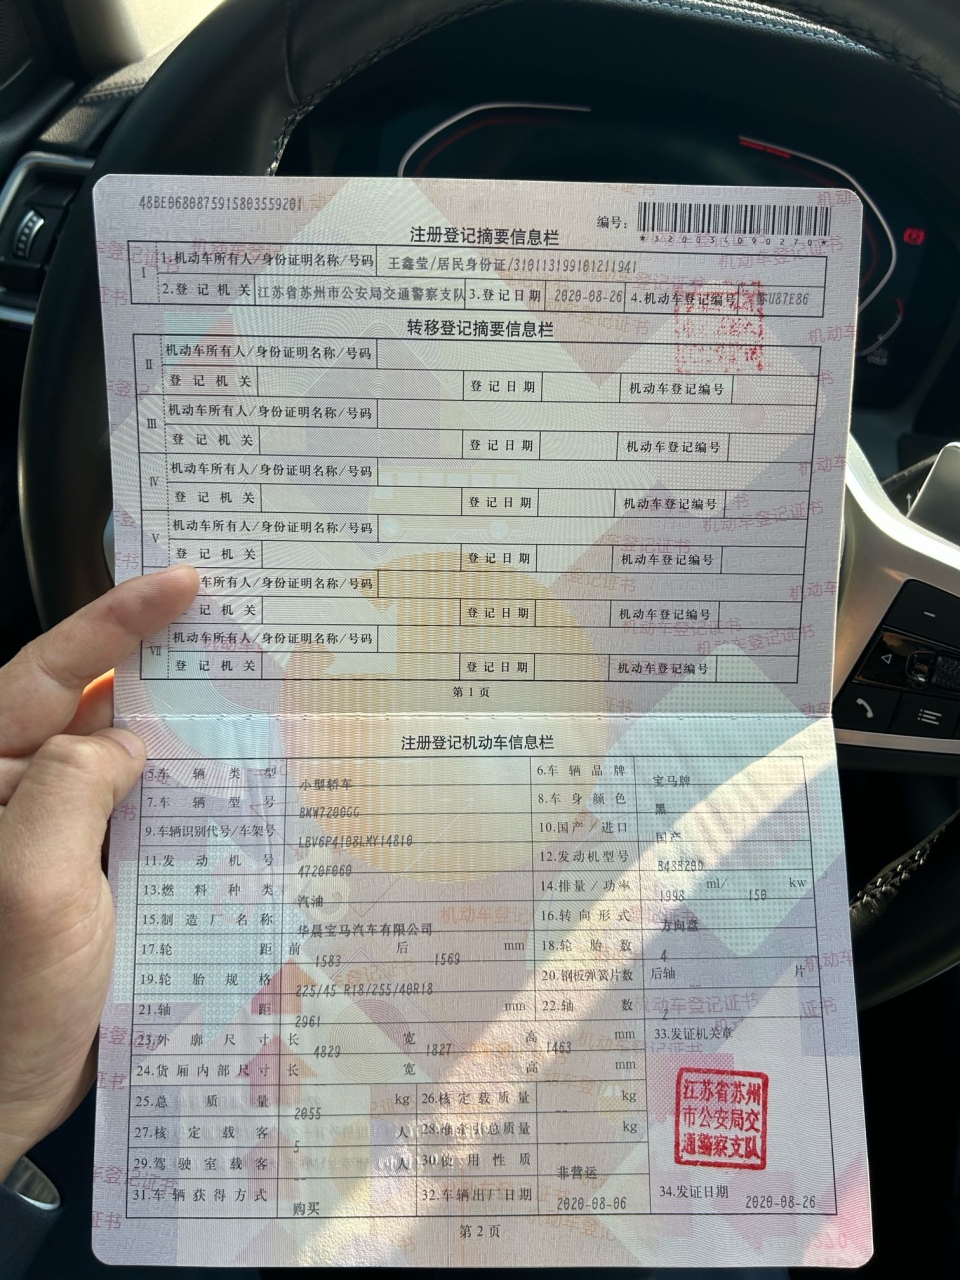 48BE0680875915803559201
编号:
*320034090270*
注册登记摘要信息栏
I 1.机动车所有人/身份证明名称/号码 王鑫莹/居民身份证/310113199101211941
2.登记机关 江苏省苏州市公安局交通警察支队 3.登记日期 2020-08-26 4.机动车登记编号 苏U87E86
转移登记摘要信息栏
II 机动车所有人/身份证明名称/号码
登记机关 登记日期 机动车登记编号
III 机动车所有人/身份证明名称/号码
登记机关 登记日期 机动车登记编号
IV 机动车所有人/身份证明名称/号码
登记机关 登记日期 机动车登记编号
V 机动车所有人/身份证明名称/号码
登记机关 登记日期 机动车登记编号
车所有人/身份证明名称/号码
记机关 登记日期 机动车登记编号
VII 机动车所有人/身份证明名称/号码
登记机关 登记日期 机动车登记编号
第1页
注册登记机动车信息栏
5.车辆类型 小型轿车 6.车辆品牌 宝马牌
7.车辆型号 8.车身颜色 黑
9.车辆识别代号/车架号 LBV6P4108LMY14810 10.国产/进口 国产
11.发动机号 4720F060 12.发动机型号 B48B20D
13.燃料种类 汽油 14.排量/功率 1998 ml/ 150 kw
15.制造厂名称 华晨宝马汽车有限公司 16.转向形式 方向盘
17.轮距 前 1583 后 1569 mm 18.轮胎数 4
19.轮胎规格 225/45 R18/255/40R18 20.钢板弹簧片数 后轴 -- 片
21.轴距 2961 mm 22.轴数 2
23.外廓尺寸 长 4829 宽 1827 高 1463 mm 33.发证机关章
24.货厢内部尺寸 长 宽 高 mm
25.总质量 2055 kg 26.核定载质量 -- kg
27.核定载客 5 人 28.准牵引总质量 -- kg
29.驾驶室载客 -- 人 30.使用性质 非营运
31.车辆获得方式 购买 32.车辆出厂日期 2020-08-06 34.发证日期 2020-08-26
江苏省苏州
市公安局交
通警察支队
第2页